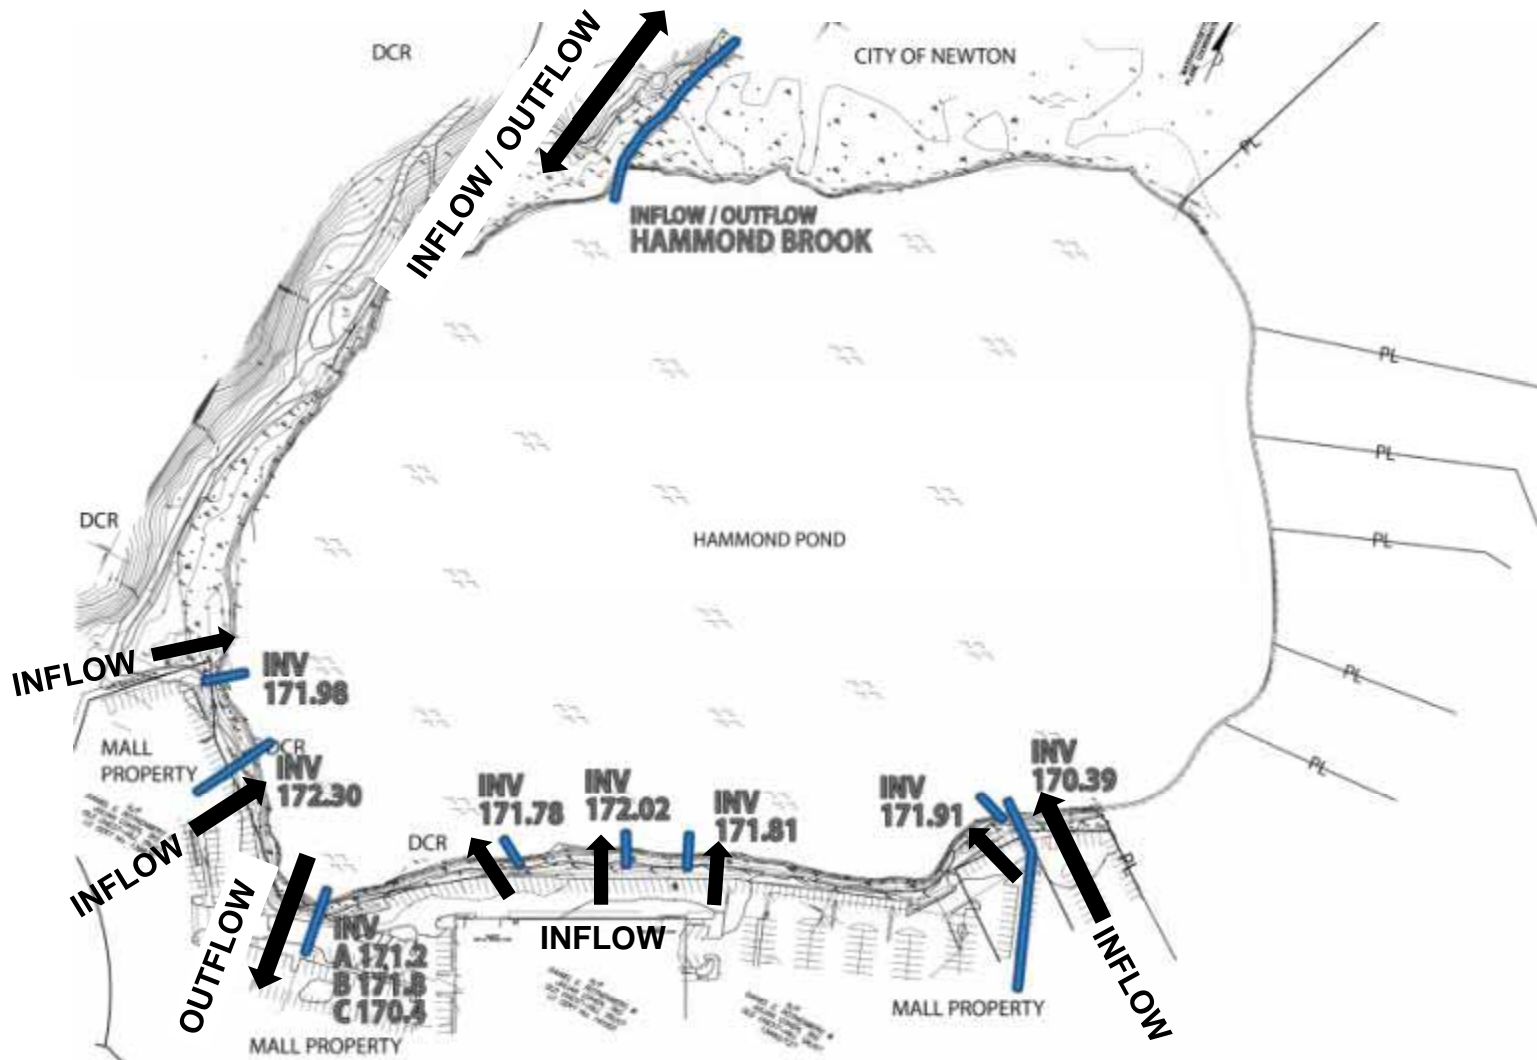 DCR
INFLOW / OUTFLOW
CITY OF NEWTON
PL
INFLOW / OUTFLOW
HAMMOND BROOK
PL
PL
DCR
HAMMOND POND
PL
INFLOW
INV
171.98
PL
MALL
PROPERTY
DCR
INV
172.30
INFLOW
INV
171.78
INV
172.02
INV
171.81
INV
171.91
INV
170.39
PL
DCR
PL
OUTFLOW
INV
A 171.2
B 171.8
C 170.4
INFLOW
INFLOW
MALL PROPERTY
MALL PROPERTY